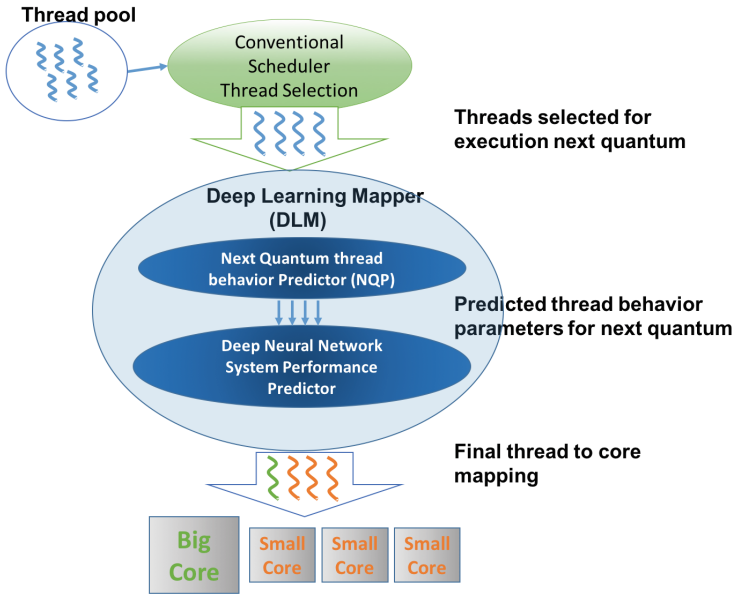 Thread pool
Conventional
Scheduler
Thread Selection
Threads selected for
execution next quantum
Deep Learning Mapper
(DLM)
Next Quantum thread
behavior Predictor (NQP)
Predicted thread behavior
parameters for next quantum
Deep Neural Network
System Performance
Predictor
Final thread to core
mapping
Big
Core
Small
Core
Small
Core
Small
Core